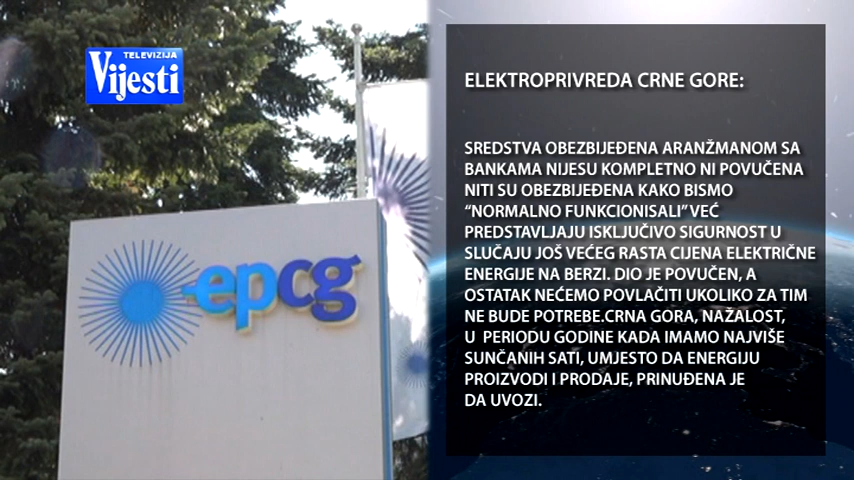 TELEVIZIJA
Vijesti
epcg
ELEKTROPRIVREDA CRNE GORE:
SREDSTVA OBEZBIJEĐENA ARANŽMANOM SA
BANKAMA NIJESU KOMPLETNO NI POVUČENA
NITI SU OBEZBIJEĐENA KAKO BISMO
“NORMALNO FUNKCIONISALI” VEĆ
PREDSTAVLJAJU ISKLJUČIVO SIGURNOST U
SLUČAJU JOŠ VEĆEG RASTA CIJENA ELEKTRIČNE
ENERGIJE NA BERZI. DIO JE POVUČEN, A
OSTATAK NEĆEMO POVLAČITI UKOLIKO ZA TIM
NE BUDE POTREBE.CRNA GORA, NAŽALOST,
U PERIODU GODINE KADA IMAMO NAJVIŠE
SUNČANIH SATI, UMJESTO DA ENERGIJU
PROIZVODI I PRODAJE, PRINUĐENA JE
DA UVOZI.